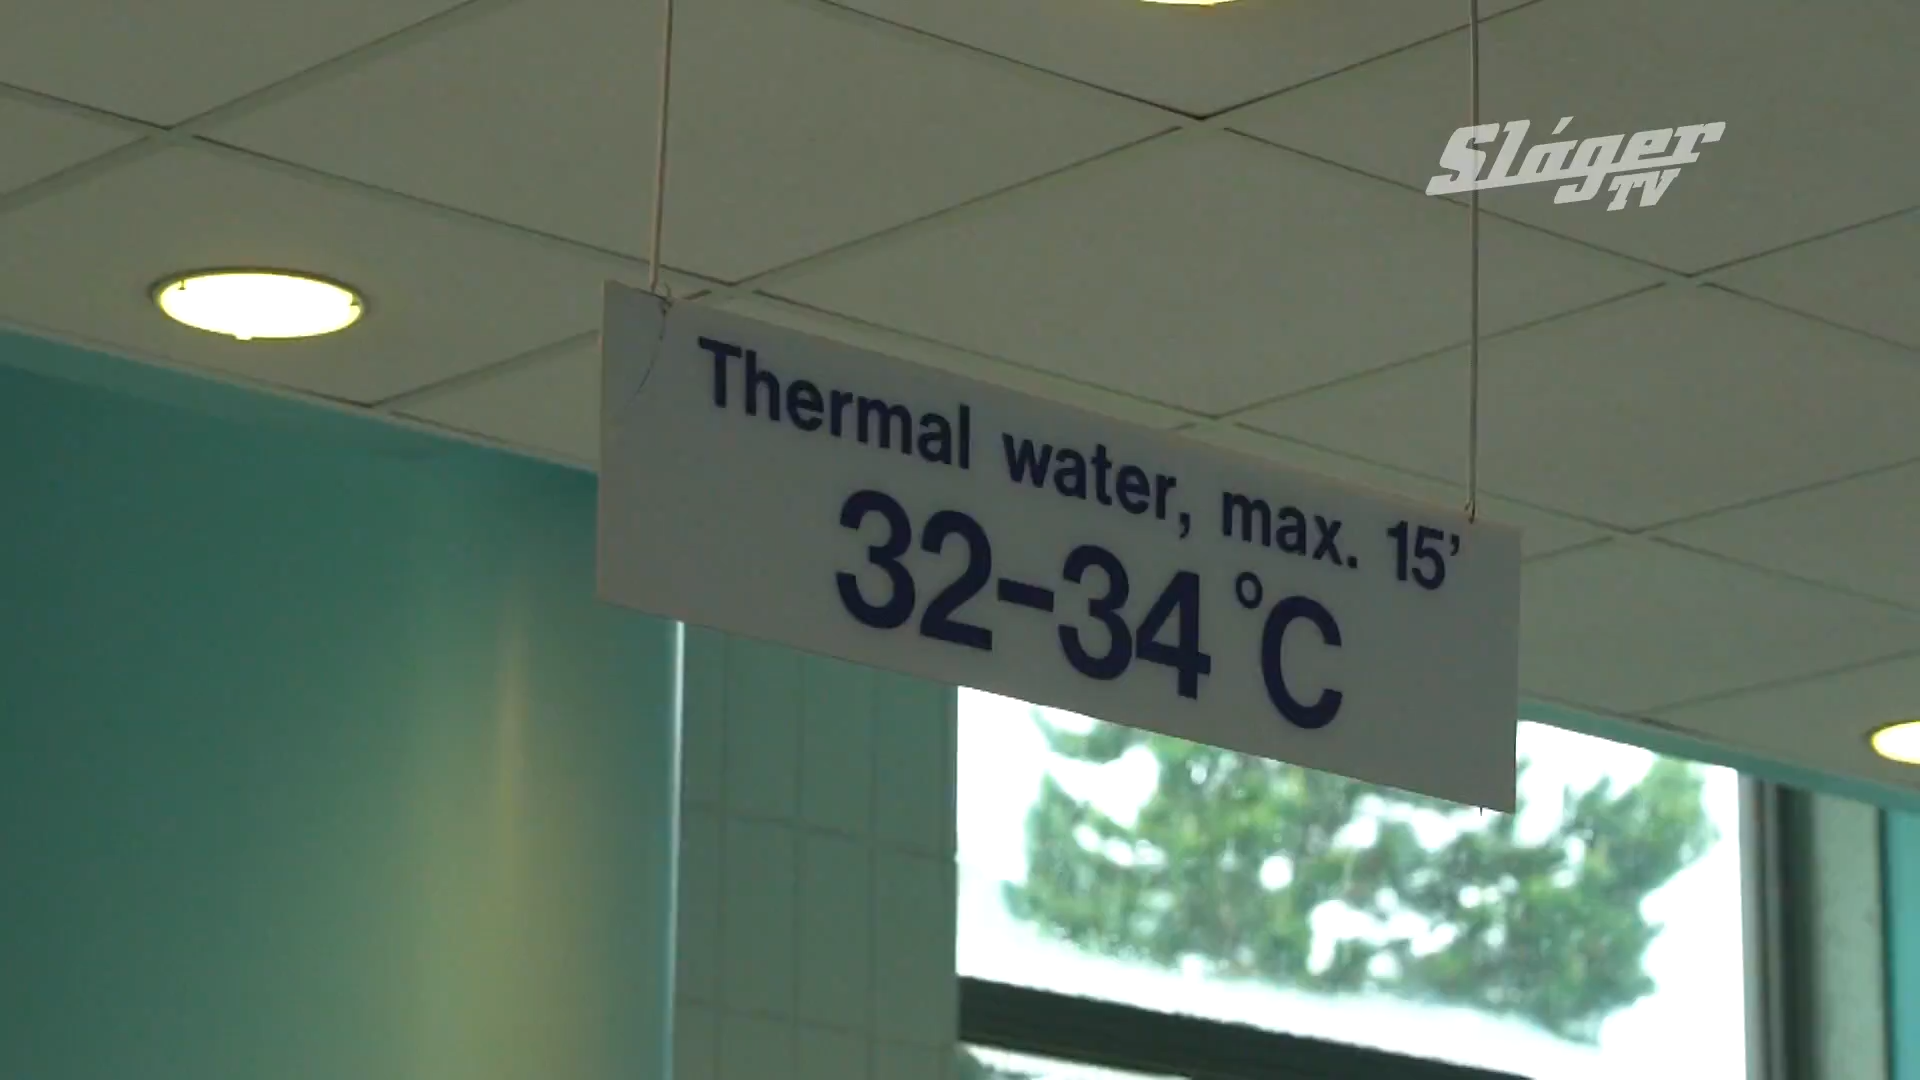 Sláger
TV
Thermal water, max. 15’
32-34 °C